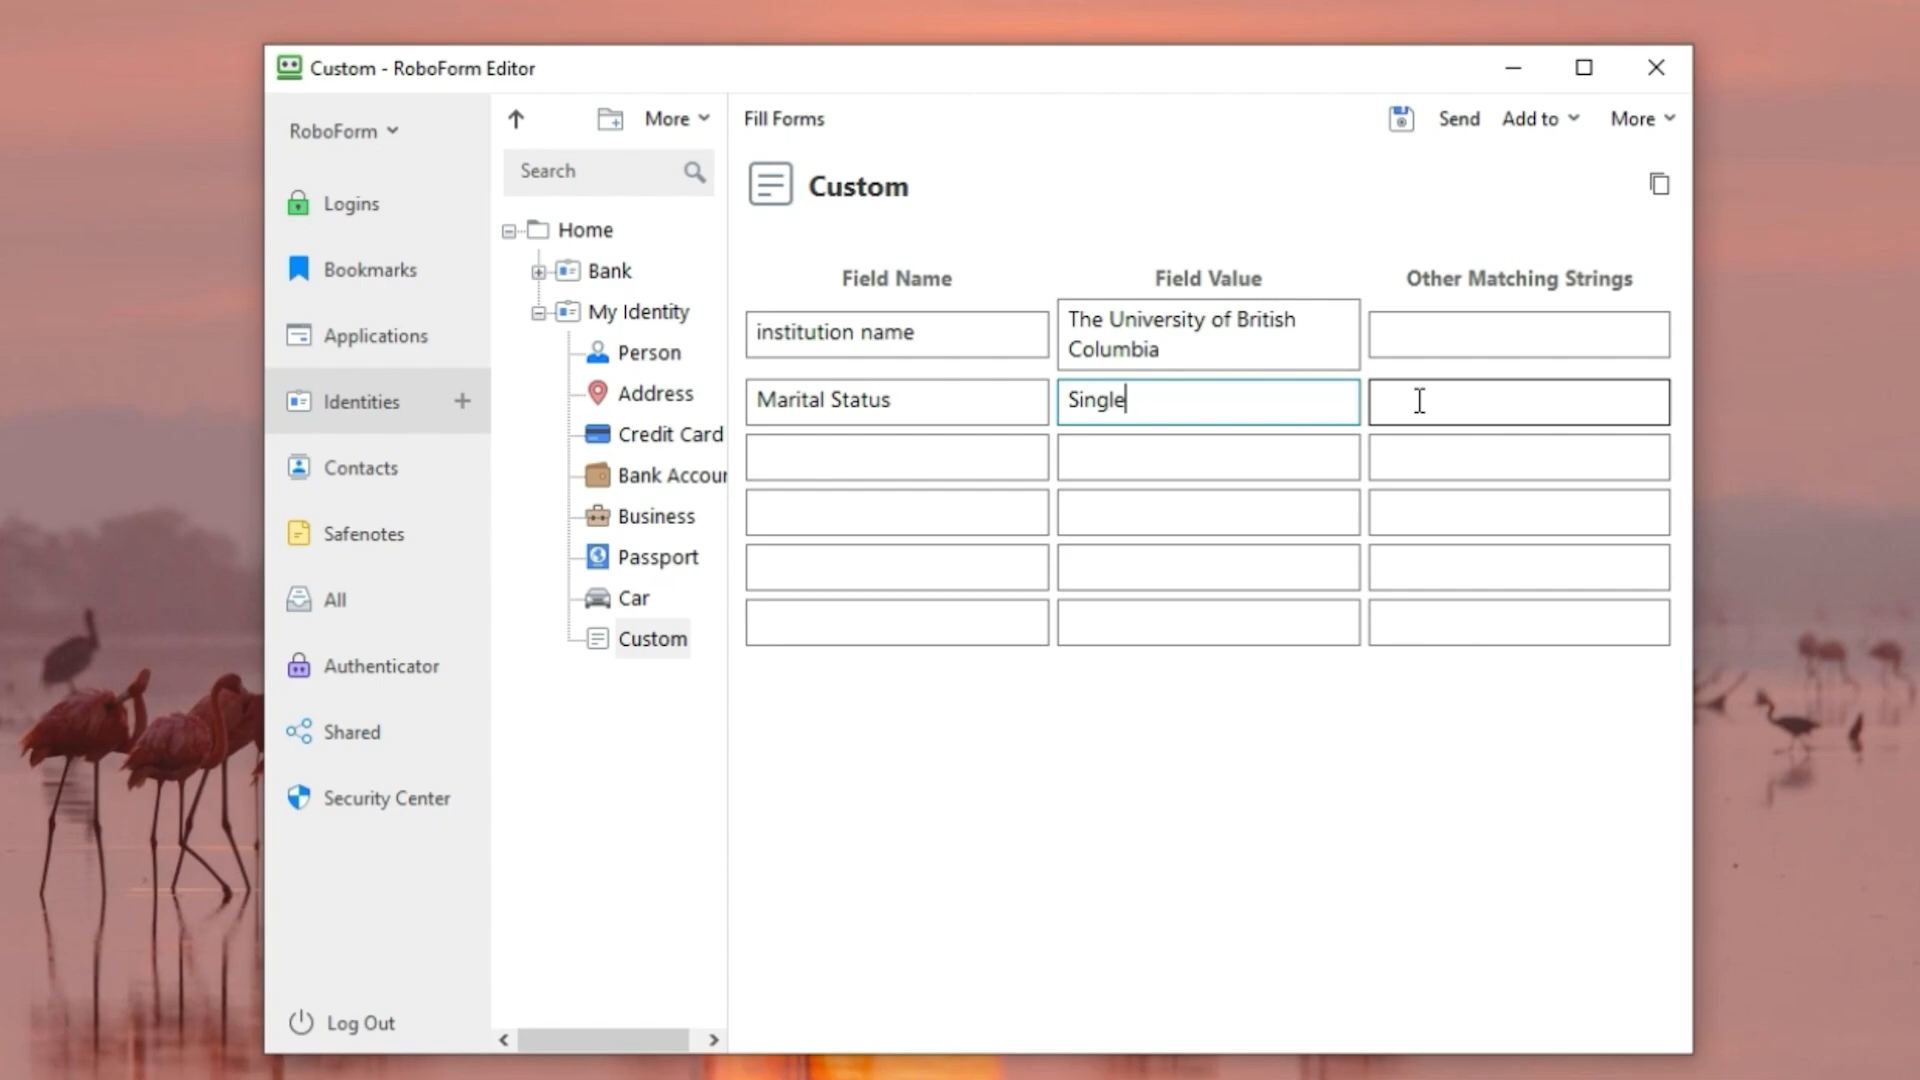 Custom - RoboForm Editor
RoboForm
Logins
Bookmarks
Applications
Identities
Contacts
Safenotes
All
Authenticator
Shared
Security Center
Log Out
More
Search
Home
Bank
My Identity
Person
Address
Credit Card
Bank Accour
Business
Passport
Car
Custom
Fill Forms
Send
Add to
More
Custom
Field Name
Field Value
Other Matching Strings
institution name
The University of British
Columbia
Marital Status
Single